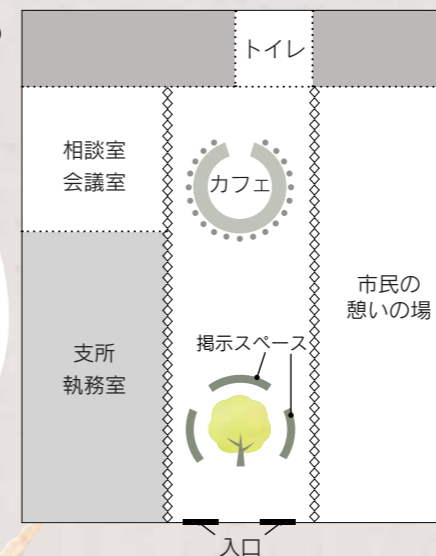 トイレ
相談室
会議室
カフェ
市民の
憩いの場
掲示スペース
支所
執務室
入口